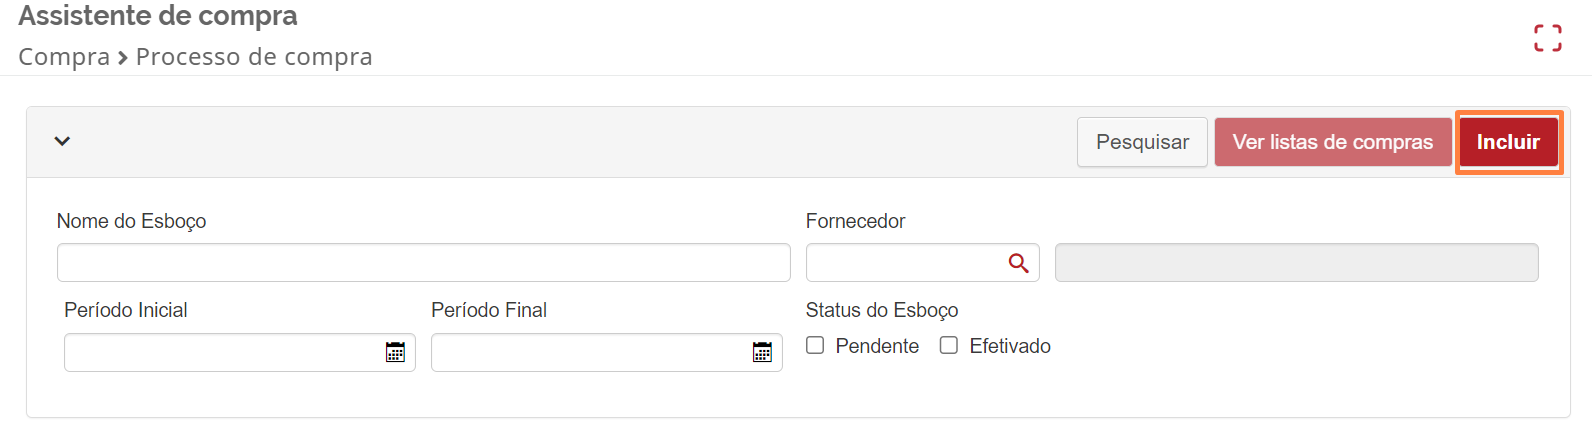 Assistente de compra
Compra > Processo de compra
Pesquisar Ver listas de compras Incluir
Nome do Esboço Fornecedor
Período Inicial Período Final Status do Esboço
Pendente Efetivado